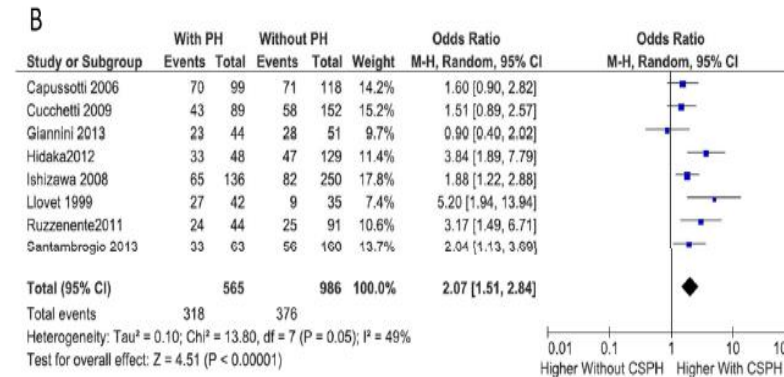 B
With PH Without PH Odds Ratio Odds Ratio
Study or Subgroup Events Total Events Total Weight M-H, Random, 95% CI M-H, Random, 95% CI
Capussotti 2006 70 99 71 118 14.2% 1.60 [0.90, 2.82]
Cucchetti 2009 43 89 58 152 15.2% 1.51 [0.89, 2.57]
Giannini 2013 23 44 28 51 9.7% 0.90 [0.40, 2.02]
Hidaka2012 33 48 47 129 11.4% 3.84 [1.89, 7.79]
Ishizawa 2008 65 136 82 250 17.8% 1.88 [1.22, 2.88]
Llovet 1999 27 42 9 35 7.4% 5.20 [1.94, 13.94]
Ruzzenente2011 24 44 25 91 10.6% 3.17 [1.49, 6.71]
Santambrogio 2013 33 63 56 160 13.7% 2.04 [1.13, 3.69]
Total (95% CI) 565 986 100.0% 2.07 [1.51, 2.84]
Total events 318 376
Heterogeneity: Tau² = 0.10; Chi² = 13.80, df = 7 (P = 0.05); I² = 49%
Test for overall effect: Z = 4.51 (P < 0.00001)
0.01 0.1 1 10
Higher Without CSPH Higher With CSPH